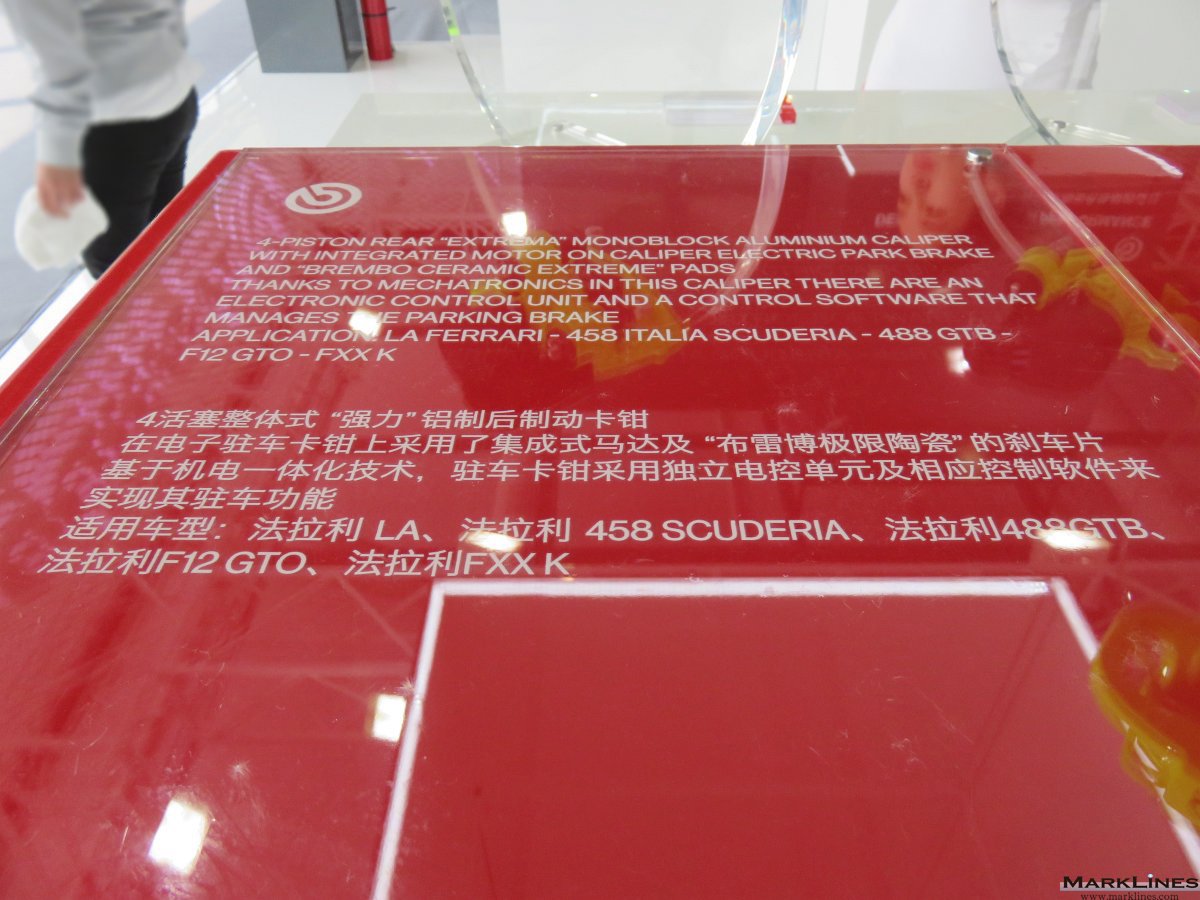 4-PISTON REAR “EXTREMA” MONOBLOCK ALUMINIUM CALIPER
WITH INTEGRATED MOTOR ON CALIPER ELECTRIC PARK BRAKE
AND “BREMBO CERAMIC EXTREME” PADS.
THANKS TO MECHATRONICS IN THIS CALIPER THERE ARE AN
ELECTRONIC CONTROL UNIT AND A CONTROL SOFTWARE THAT
MANAGES THE PARKING BRAKE
APPLICATION: LA FERRARI - 458 ITALIA SCUDERIA - 488 GTB -
F12 GTO - FXX K
4活塞整体式 “强力” 铝制后制动卡钳
在电子驻车卡钳上采用了集成式马达及 “布雷博极限陶瓷” 的刹车片
基于机电一体化技术，驻车卡钳采用独立电控单元及相应控制软件来
实现其驻车功能
适用车型：法拉利 LA、法拉利 458 SCUDERIA、法拉利488GTB、
法拉利F12 GTO、法拉利FXX K
MARKLINES
www.marklines.com